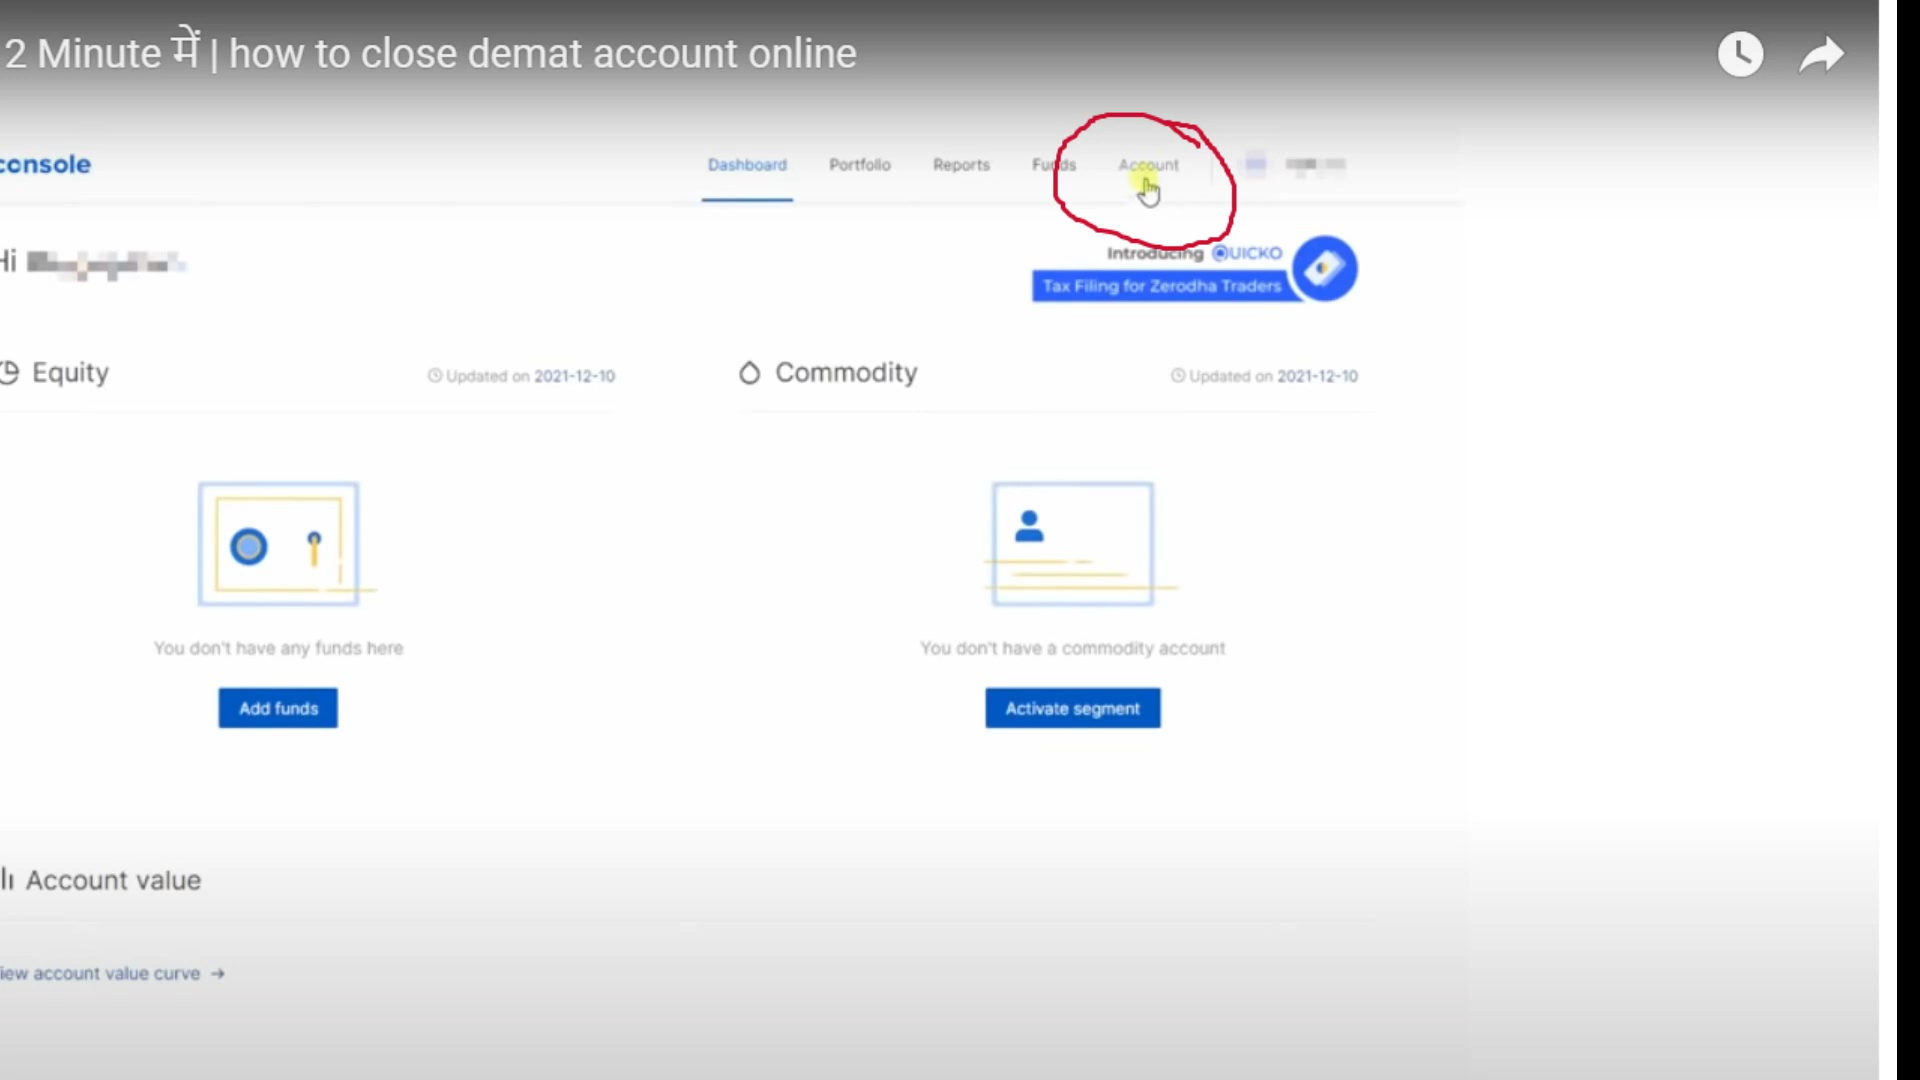 2 Minute में | how to close demat account online
console
Dashboard Portfolio Reports Funds Account
Hi
Introducing QUICKO
Tax Filing for Zerodha Traders
Equity
Updated on 2021-12-10
Commodity
Updated on 2021-12-10
You don't have any funds here
Add funds
You don't have a commodity account
Activate segment
Account value
iew account value curve →